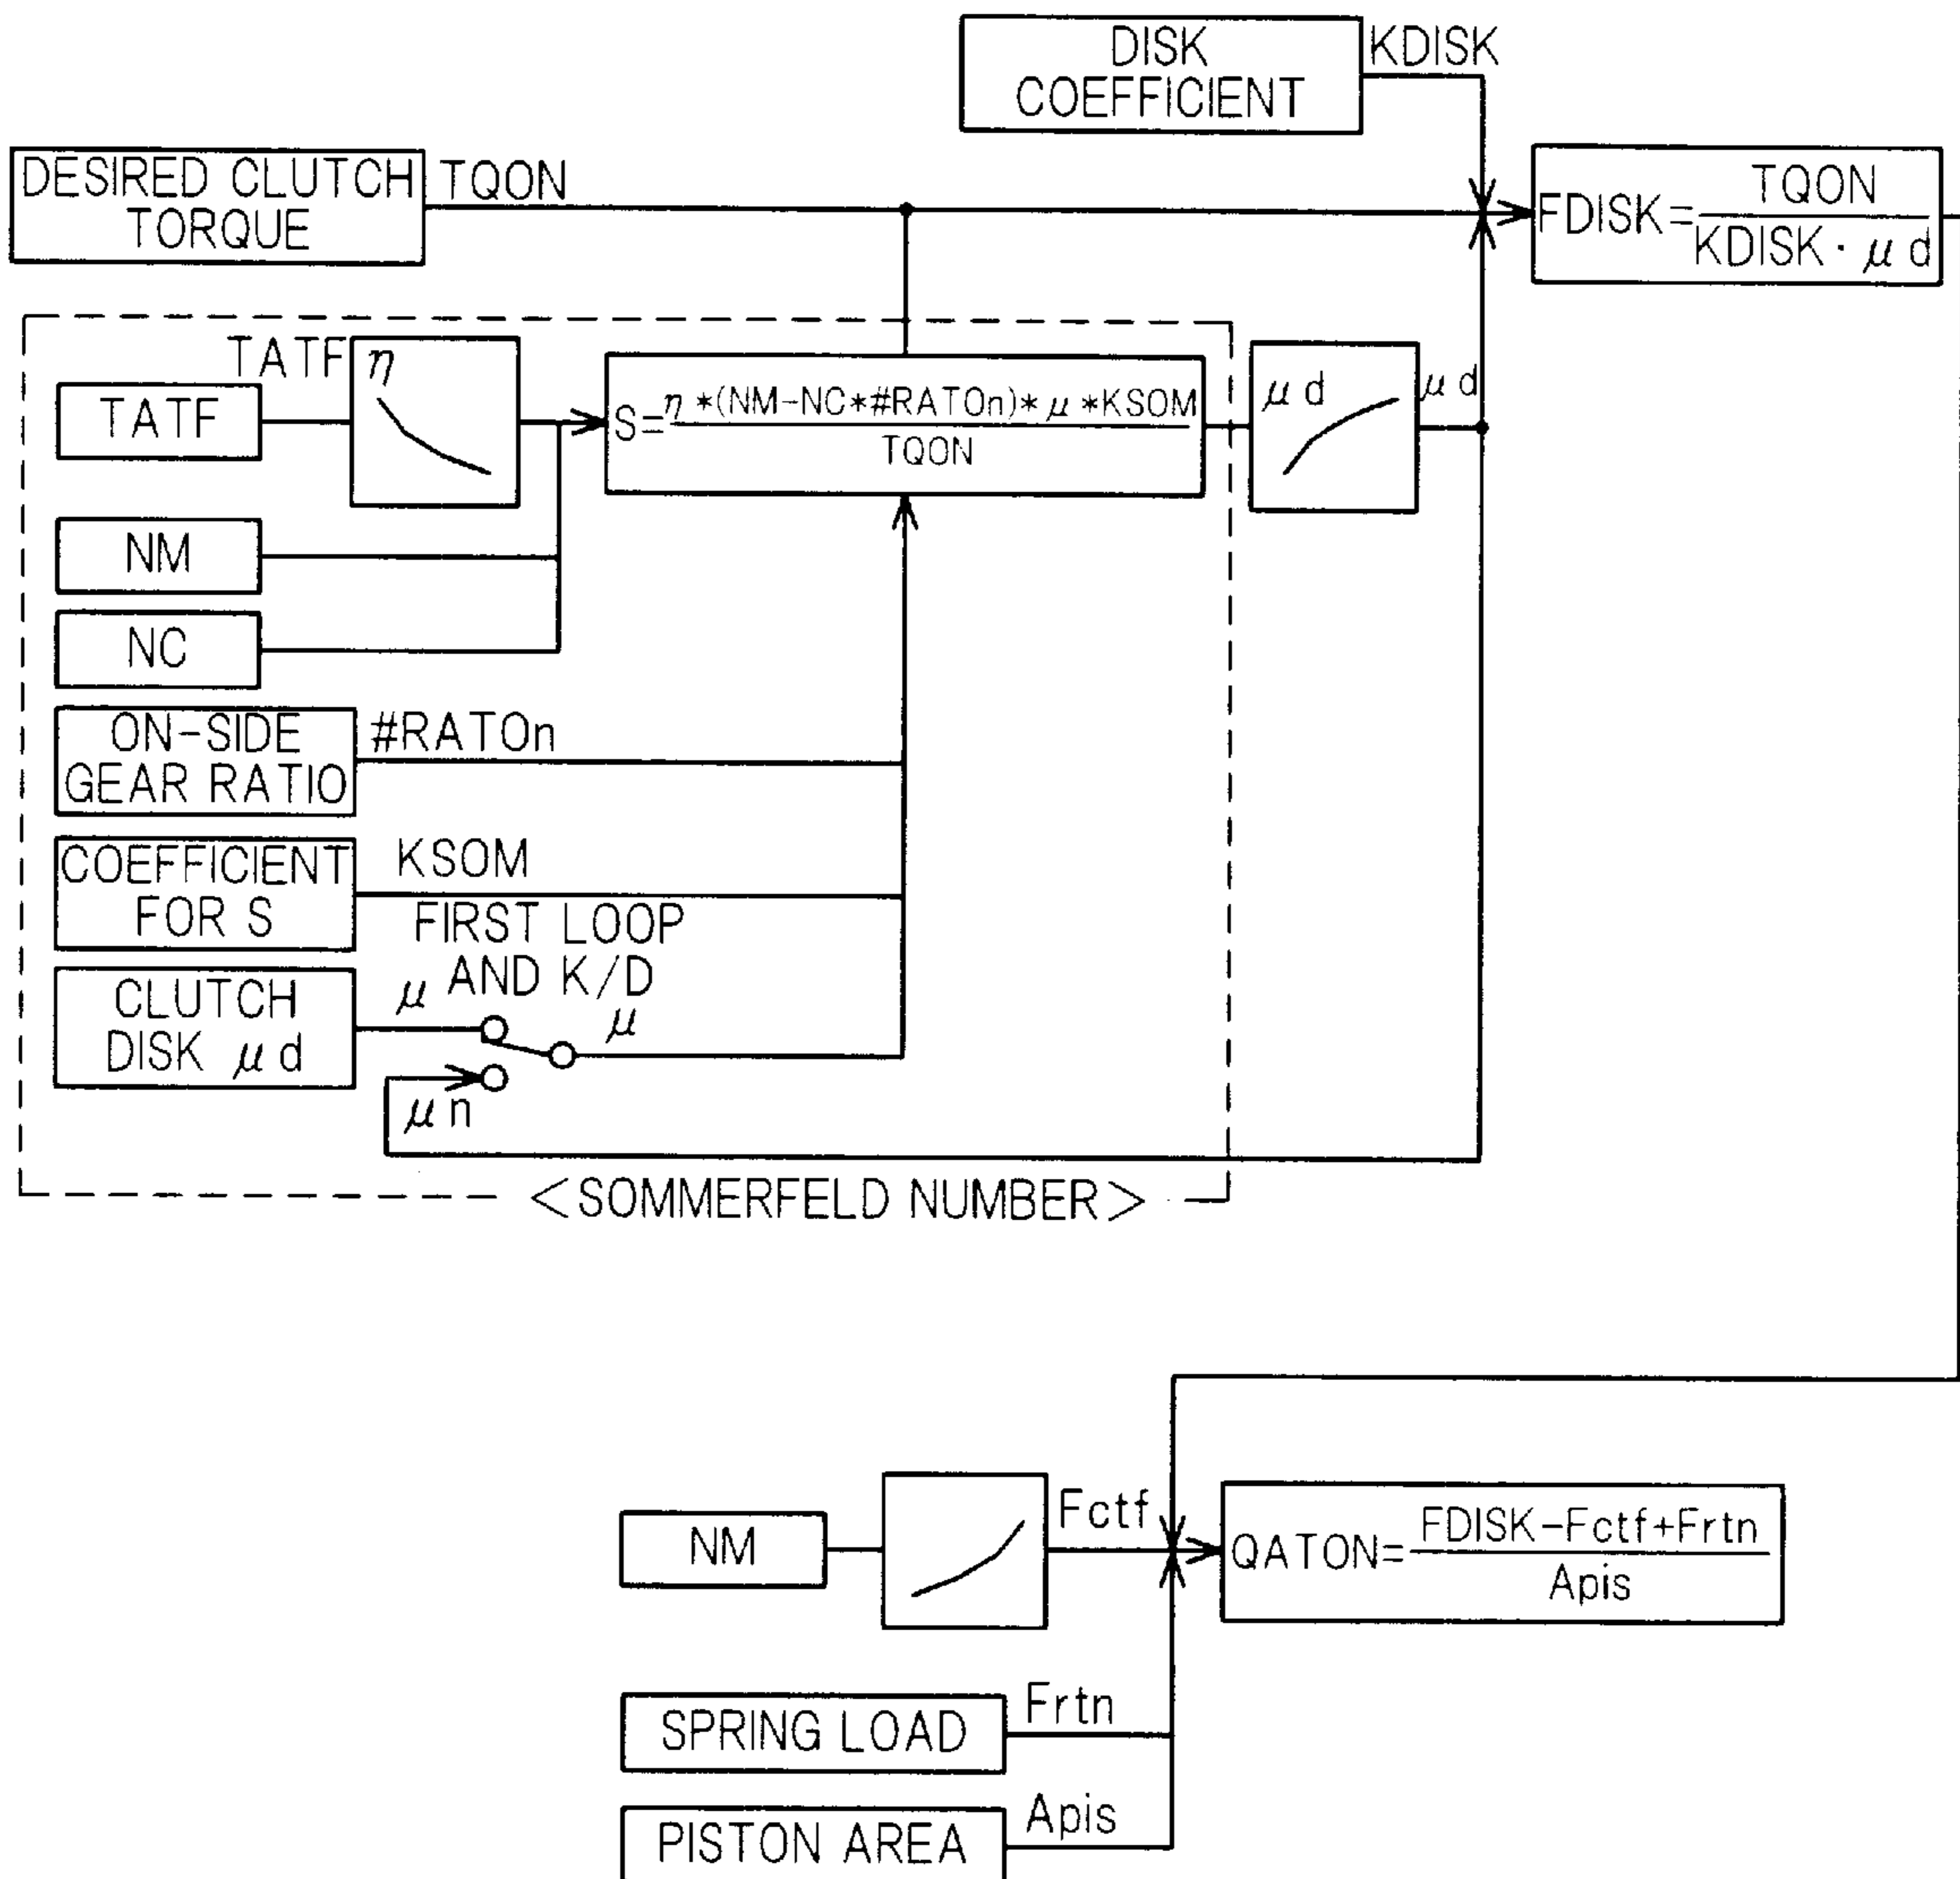 DISK
COEFFICIENT
KDISK
DESIRED CLUTCH
TORQUE
TQON
FDISK=TQON/KDISK·μd
TATF
TATF
η
S=η*(NM-NC*#RATOn)*μ*KSOM/TQON
μd
μd
NM
NC
ON-SIDE
GEAR RATIO
#RATOn
COEFFICIENT
FOR S
KSOM
FIRST LOOP
AND K/D
CLUTCH
DISK μd
μ
μ
μn
<SOMMERFELD NUMBER>
NM
Fctf
QATON=FDISK-Fctf+Frtn/Apis
SPRING LOAD
Frtn
PISTON AREA
Apis